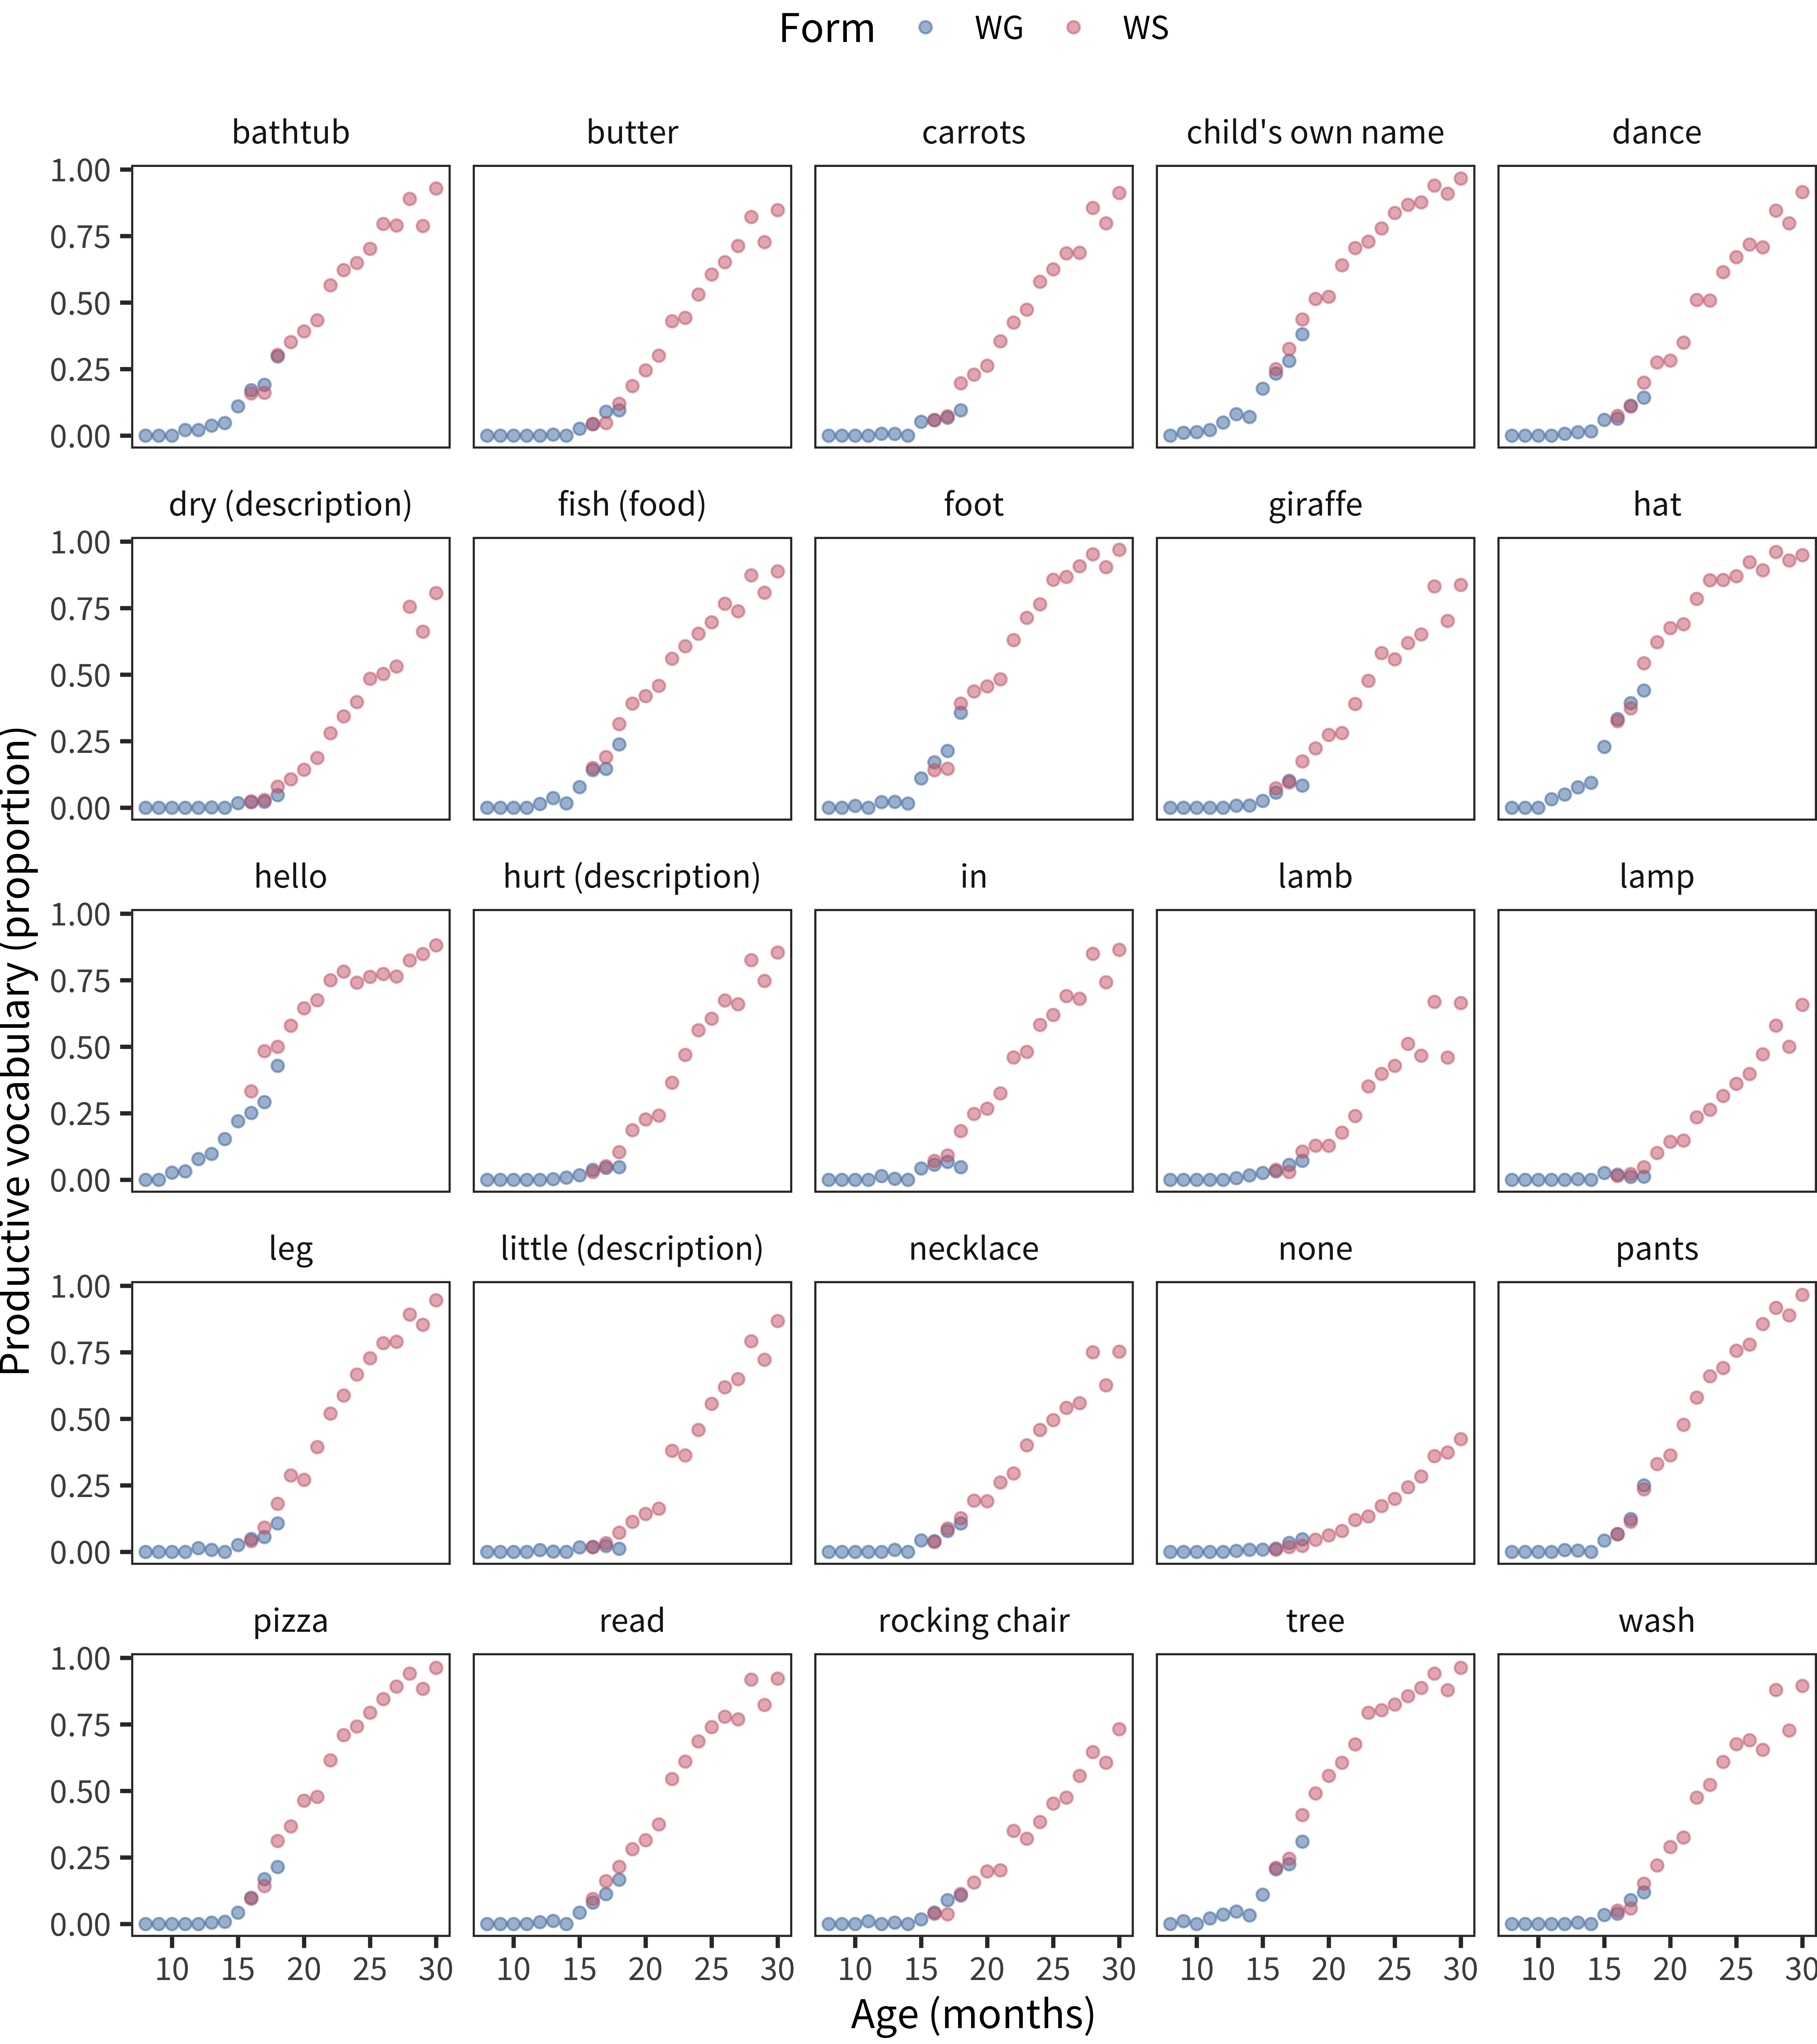 Form WG WS
bathtub butter carrots child's own name dance
1.00
0.75
0.50
0.25
0.00
dry (description) fish (food) foot giraffe hat
1.00
0.75
0.50
0.25
0.00
hello hurt (description) in lamb lamp
1.00
0.75
0.50
0.25
0.00
leg little (description) necklace none pants
1.00
0.75
0.50
0.25
0.00
pizza read rocking chair tree wash
1.00
0.75
0.50
0.25
0.00
10 15 20 25 30 10 15 20 25 30 10 15 20 25 30 10 15 20 25 30 10 15 20 25 30
Age (months)
Productive vocabulary (proportion)